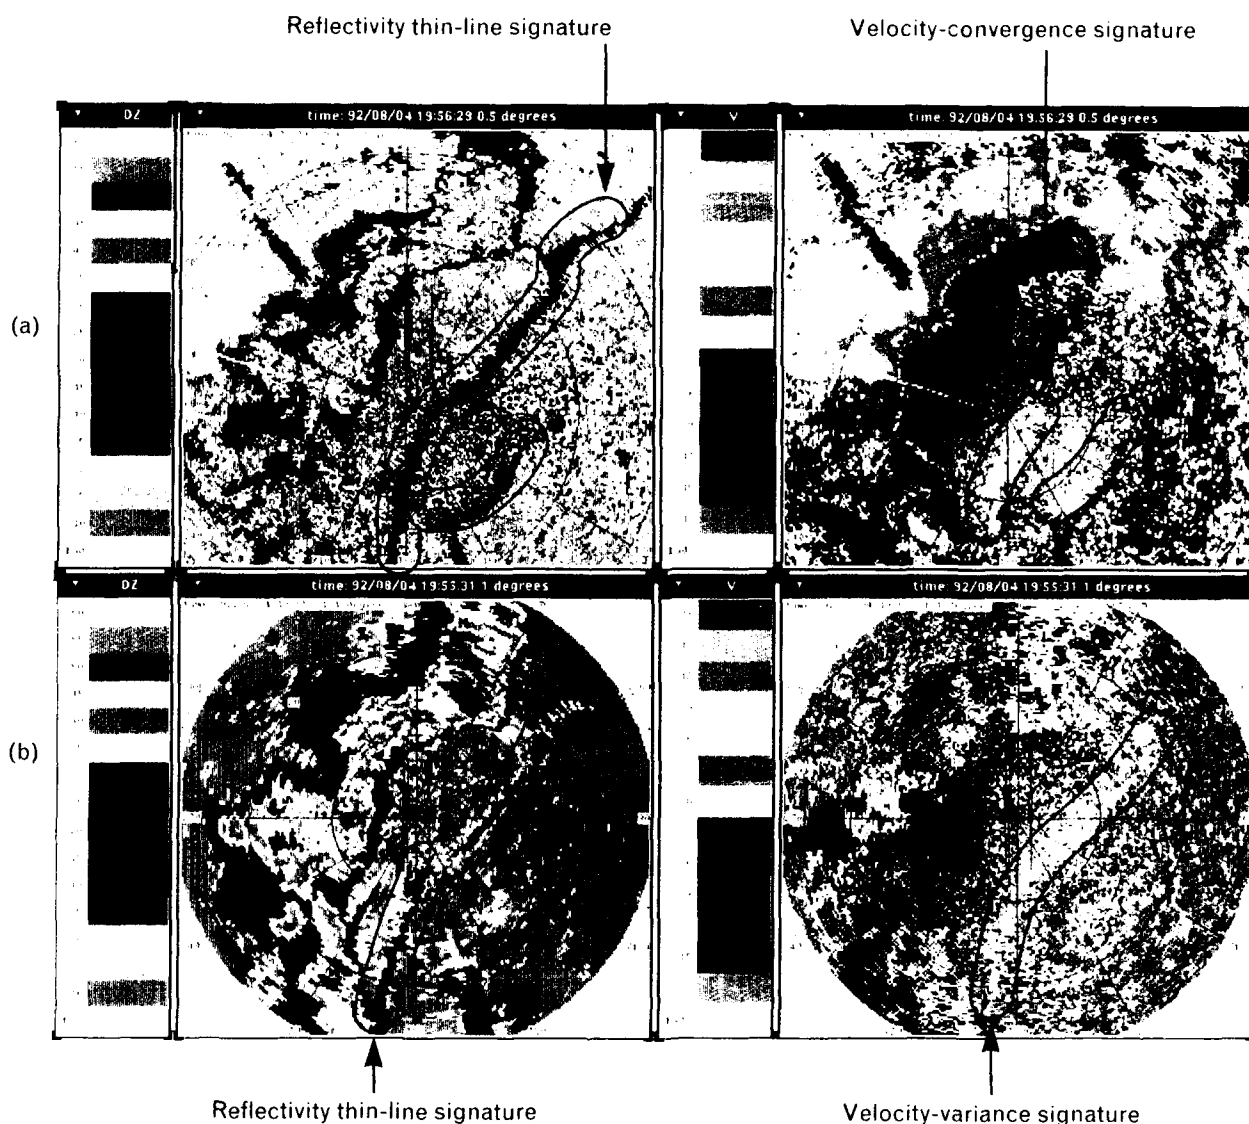 Reflectivity thin-line signature
Velocity-convergence signature
DZ
time: 92/08/04 19:56:29 0.5 degrees
V
time: 92/08/04 19:56:29 0.5 degrees
(a)
DZ
time: 92/08/04 19:55:31 1 degrees
V
time: 92/08/04 19:55:31 1 degrees
(b)
Reflectivity thin-line signature
Velocity-variance signature